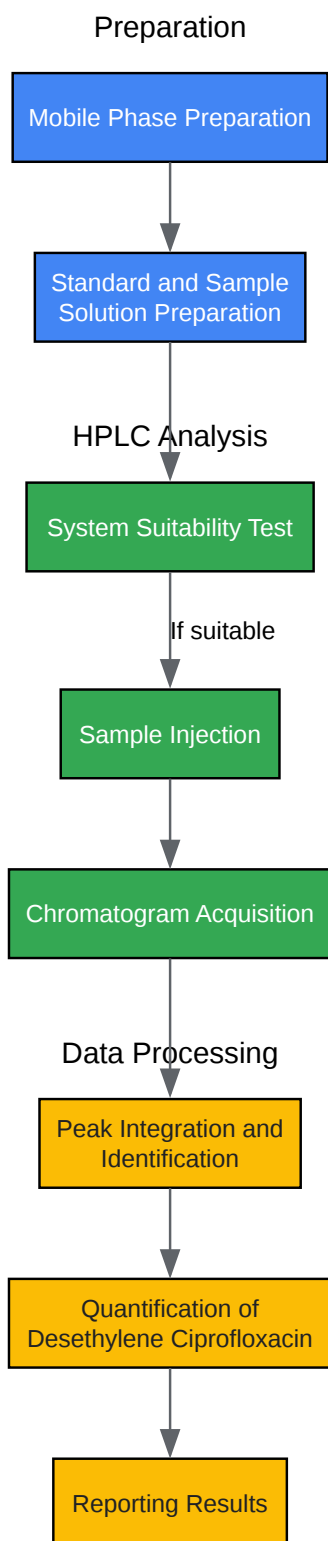 Preparation
Mobile Phase Preparation
Standard and Sample
Solution Preparation
HPLC Analysis
System Suitability Test
If suitable
Sample Injection
Chromatogram Acquisition
Data Processing
Peak Integration and
Identification
Quantification of
Desethylene Ciprofloxacin
Reporting Results